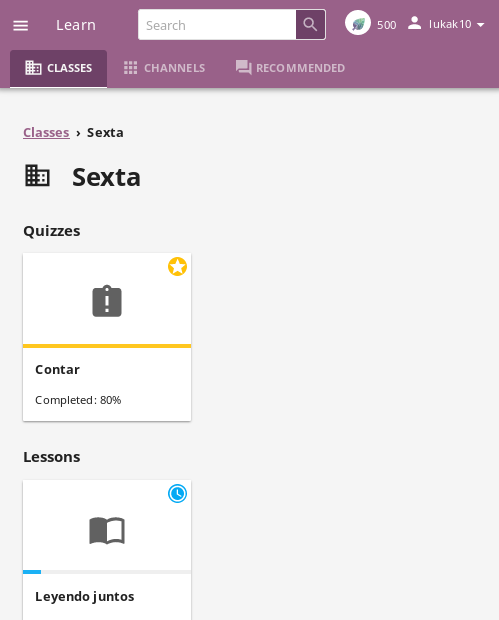 Learn
Search
500
lukak10
CLASSES
CHANNELS
RECOMMENDED
Classes › Sexta
Sexta
Quizzes
Contar
Completed: 80%
Lessons
Leyendo juntos